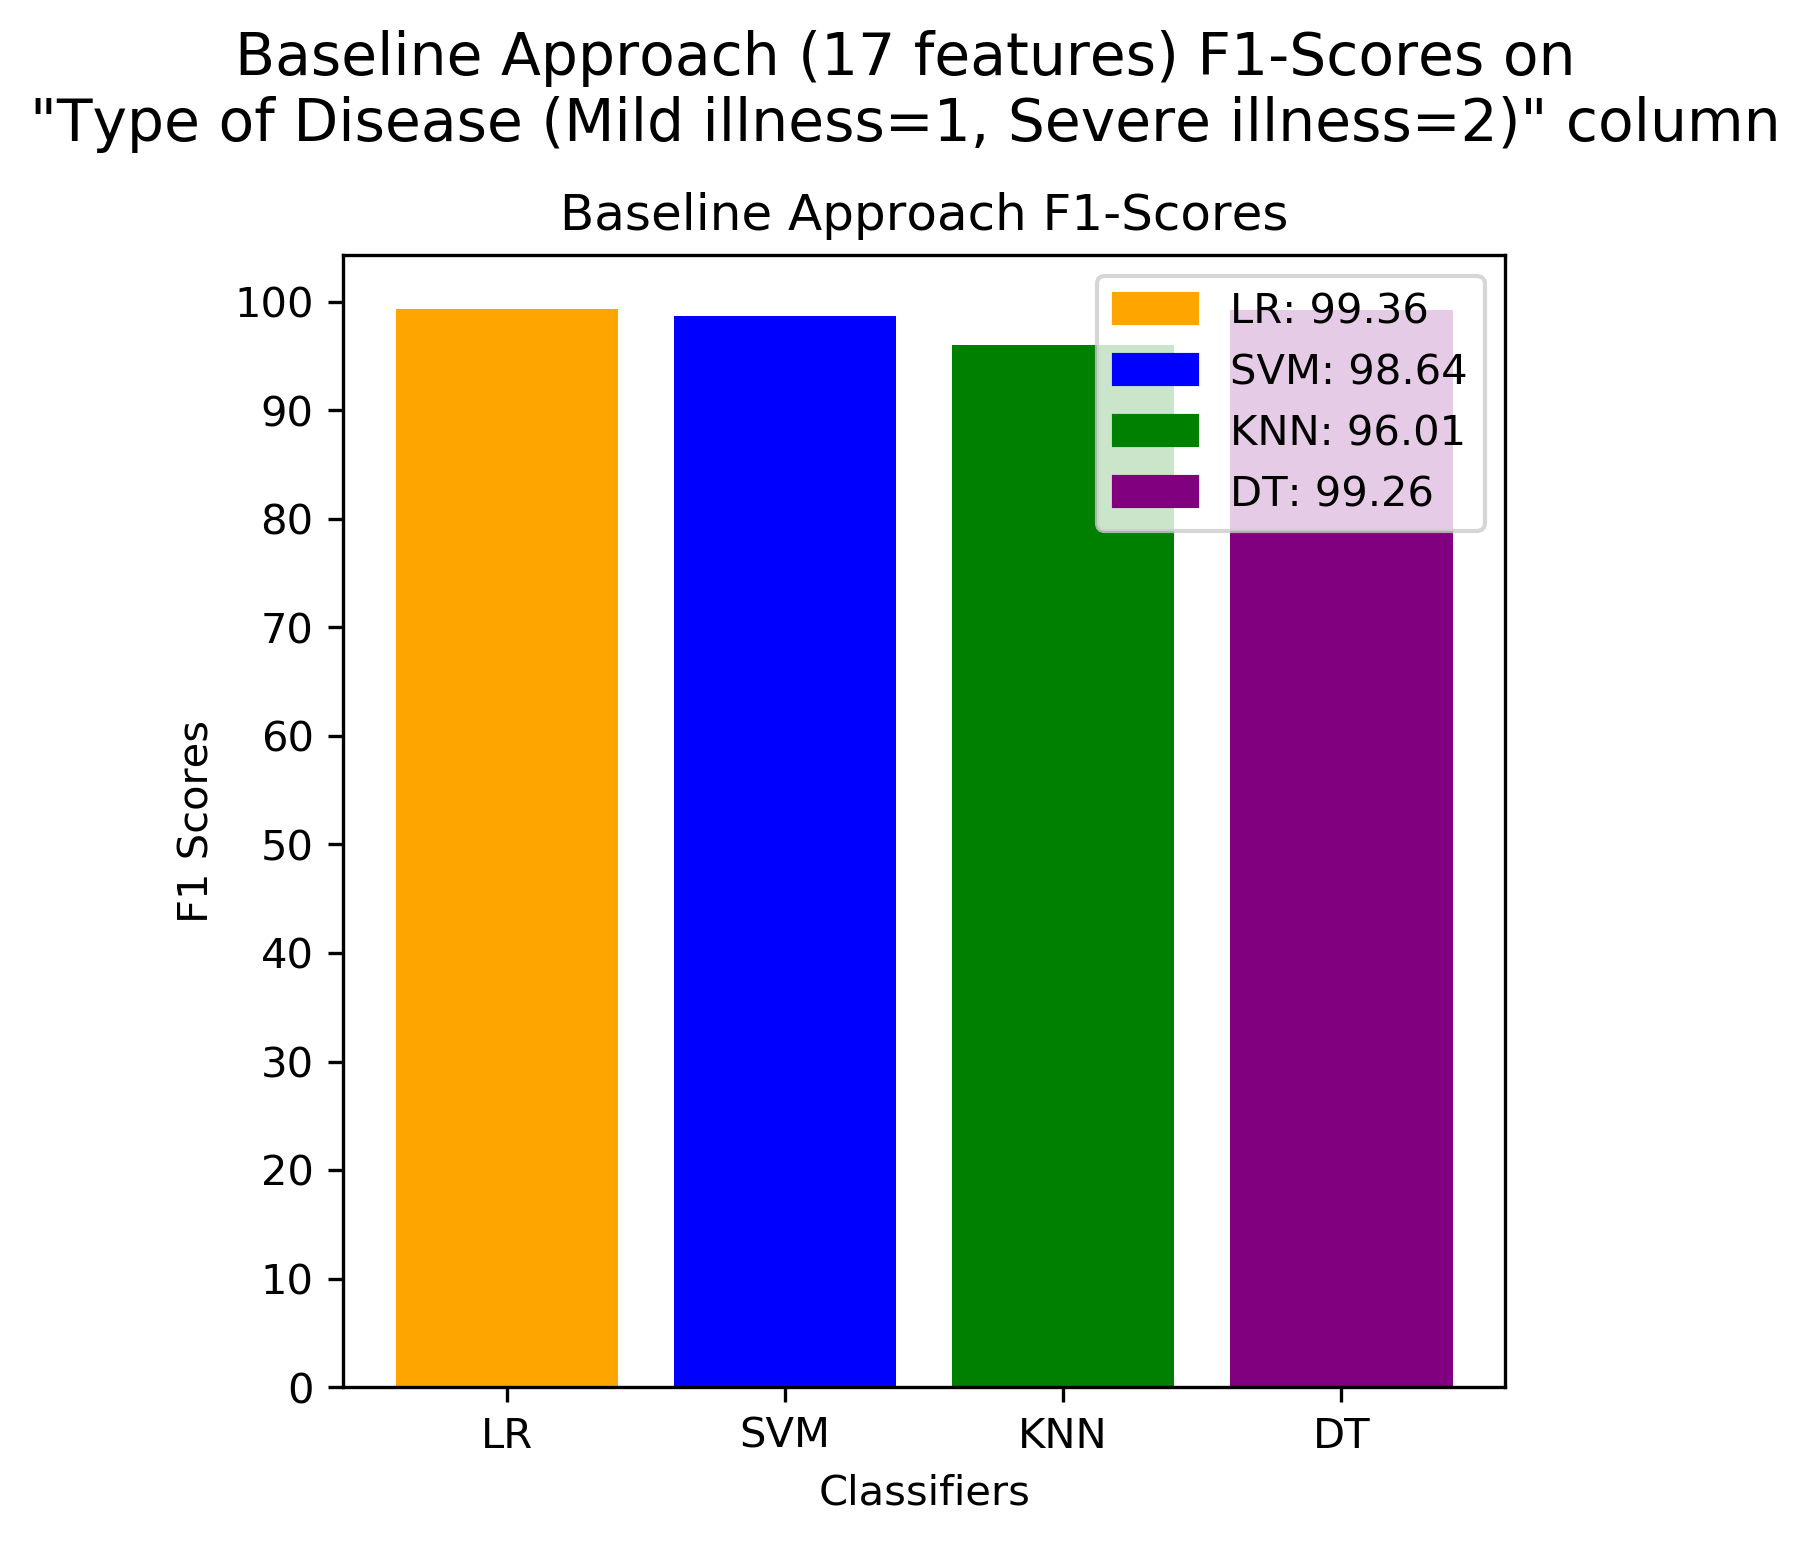 Baseline Approach (17 features) F1-Scores on
"Type of Disease (Mild illness=1, Severe illness=2)" column
Baseline Approach F1-Scores
LR: 99.36
SVM: 98.64
KNN: 96.01
DT: 99.26
100
90
80
70
60
50
40
30
20
10
0
F1 Scores
LR
SVM
KNN
DT
Classifiers